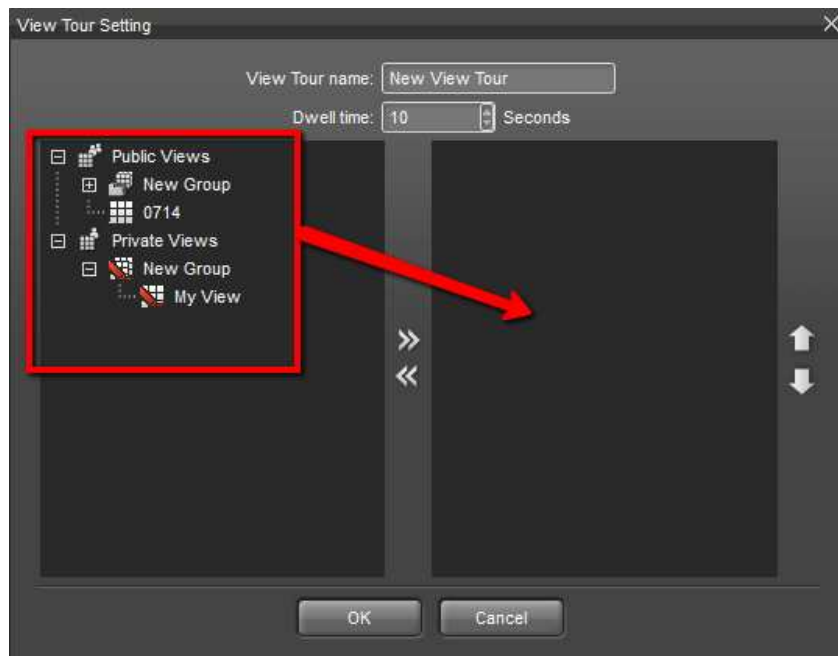 View Tour Setting
View Tour name: New View Tour
Dwell time: 10 Seconds
Public Views
New Group
0714
Private Views
New Group
My View
OK Cancel